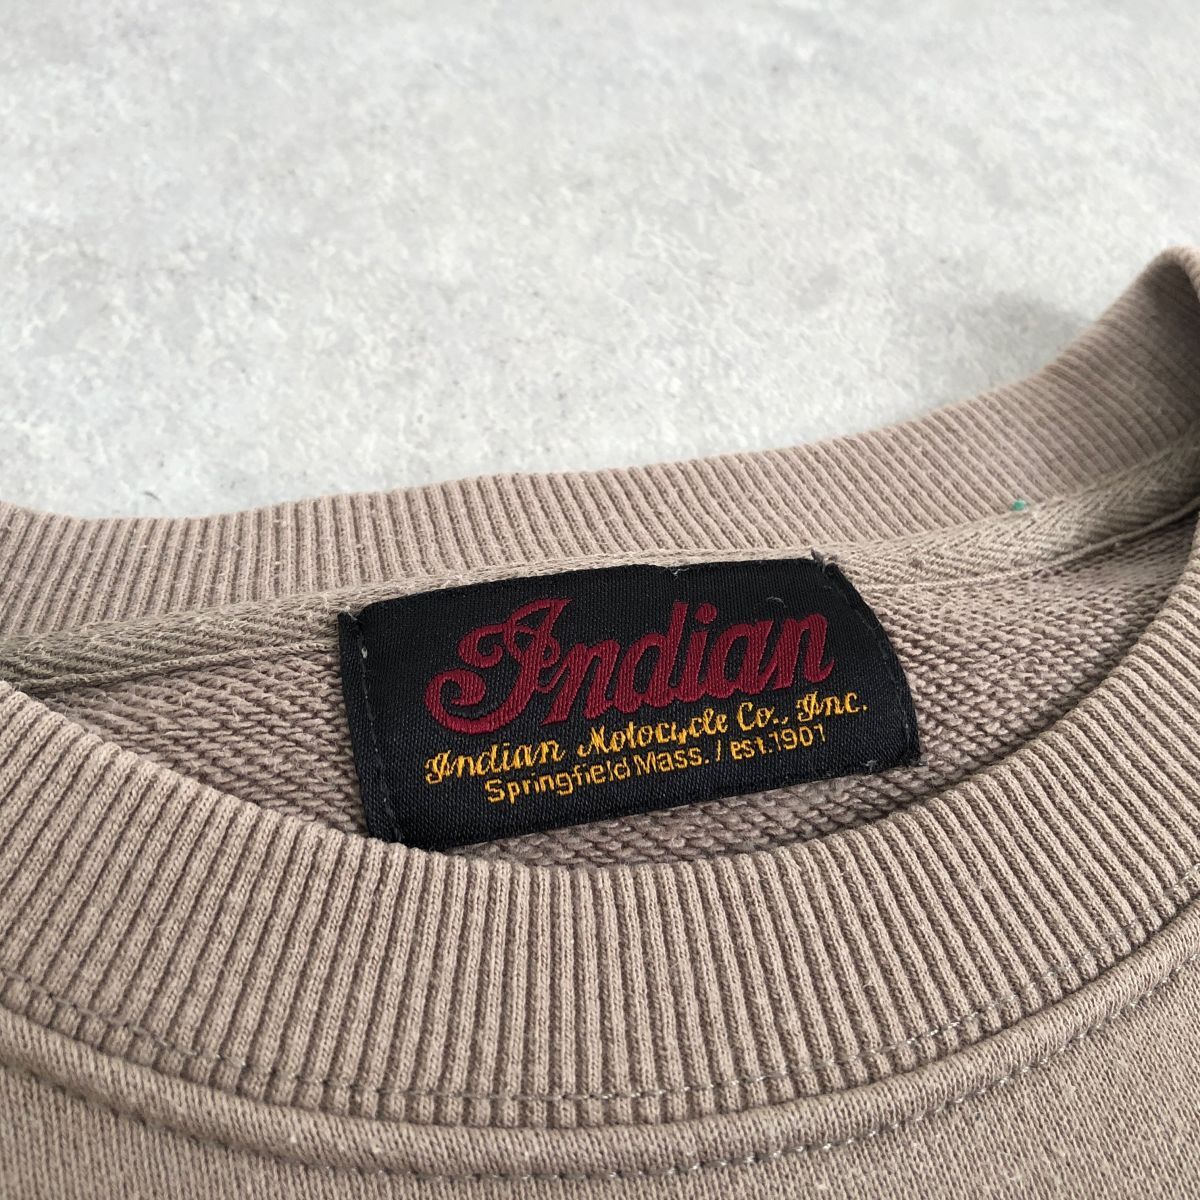 Indian
Indian Motocycle Co., Inc.
Springfield Mass. / est.1901